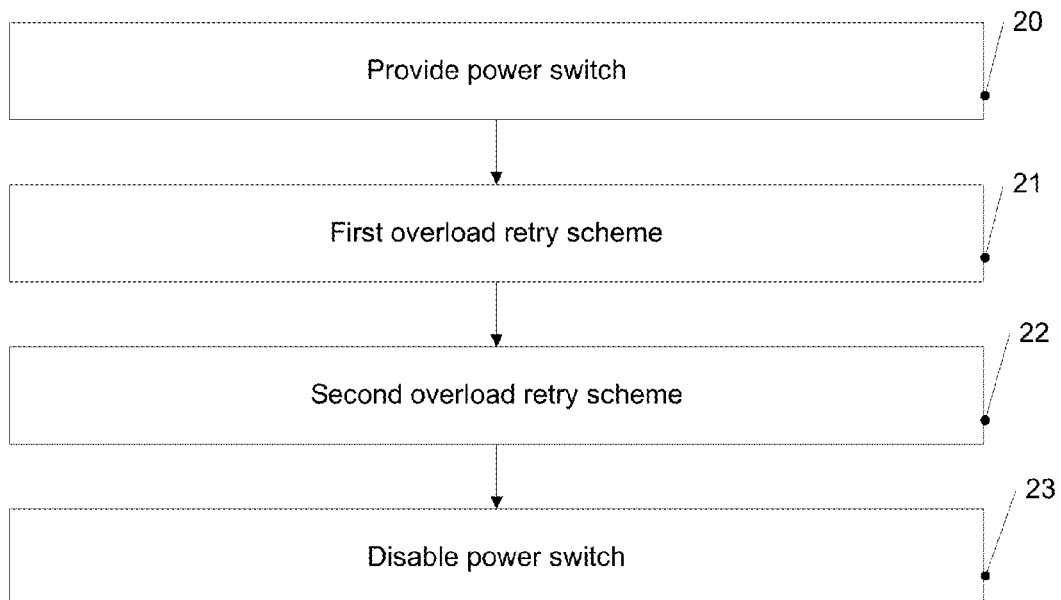 20
Provide power switch
21
First overload retry scheme
22
Second overload retry scheme
23
Disable power switch